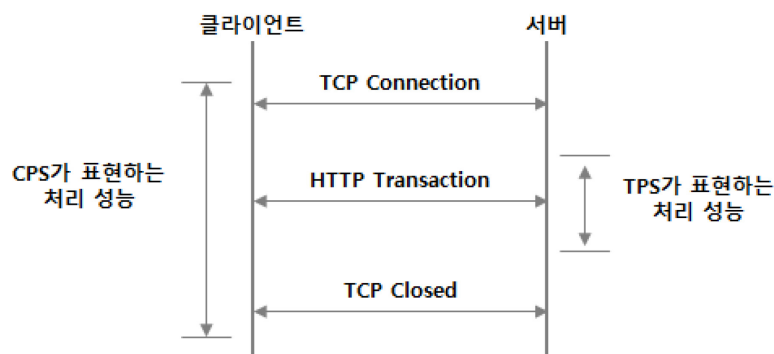 클라이언트
서버
TCP Connection
CPS가 표현하는
처리 성능
HTTP Transaction
TPS가 표현하는
처리 성능
TCP Closed